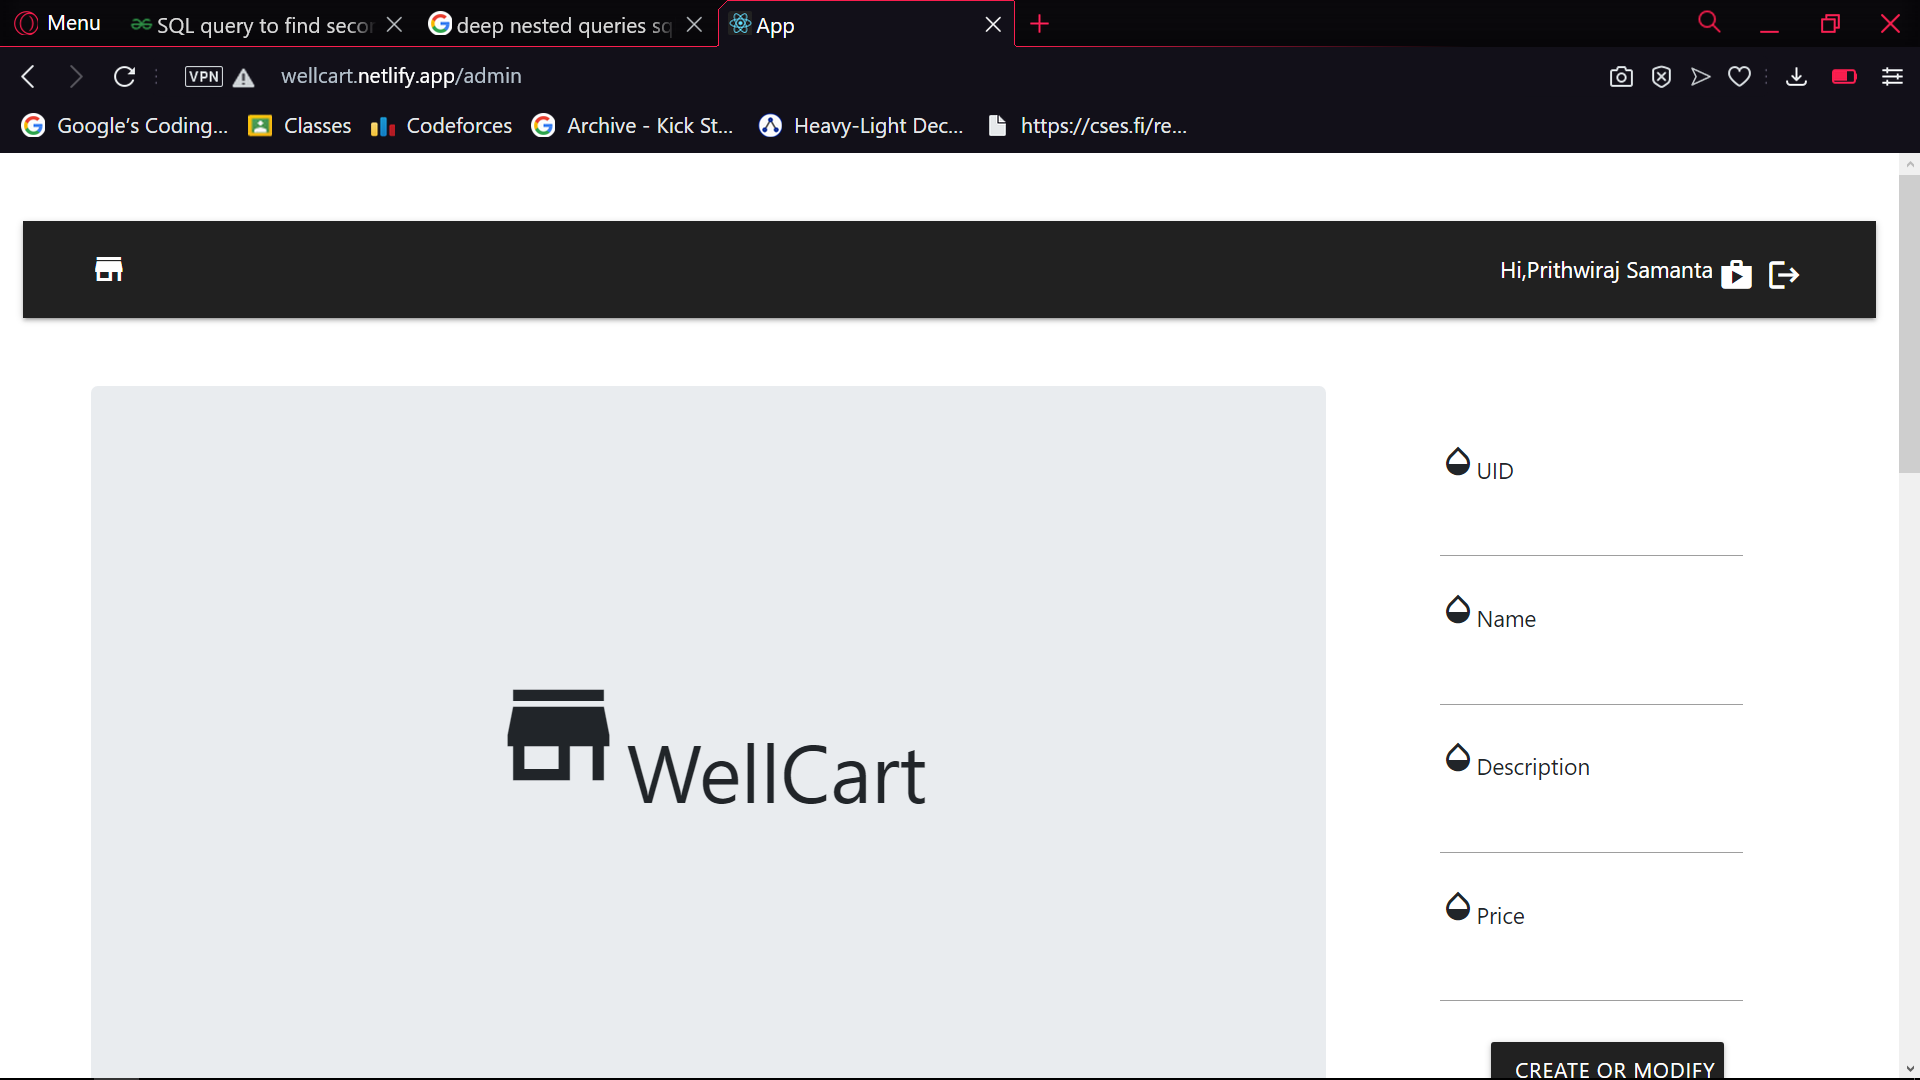 Menu
SQL query to find secor
deep nested queries sq
App
VPN
wellcart.netlify.app/admin
Google's Coding...
Classes
Codeforces
Archive - Kick St...
Heavy-Light Dec...
https://cses.fi/re...
Hi,Prithwiraj Samanta
WellCart
UID
Name
Description
Price
CREATE OR MODIFY